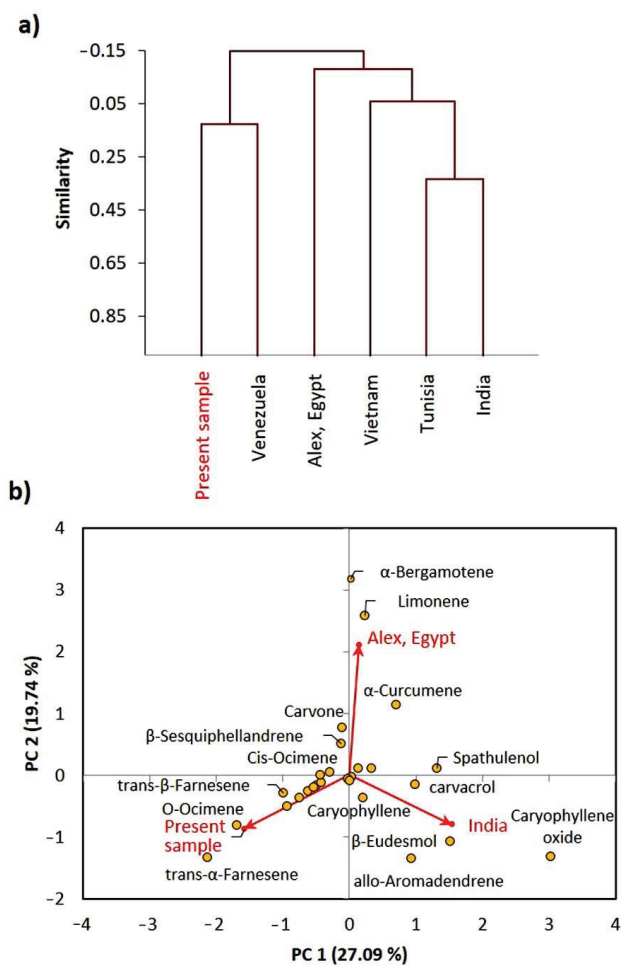 a)
−0.15
0.05
0.25
0.45
0.65
0.85
Similarity
Present sample
Venezuela
Alex, Egypt
Vietnam
Tunisia
India
b)
4
3
2
1
0
−1
−2
PC 2 (19.74 %)
α-Bergamotene
Limonene
Alex, Egypt
α-Curcumene
Carvone
β-Sesquiphellandrene
Cis-Ocimene
Spathulenol
trans-β-Farnesene
carvacrol
O-Ocimene
Caryophyllene
Present
sample
India
Caryophyllene
oxide
β-Eudesmol
trans-α-Farnesene
allo-Aromadendrene
−4
−3
−2
−1
0
1
2
3
4
PC 1 (27.09 %)